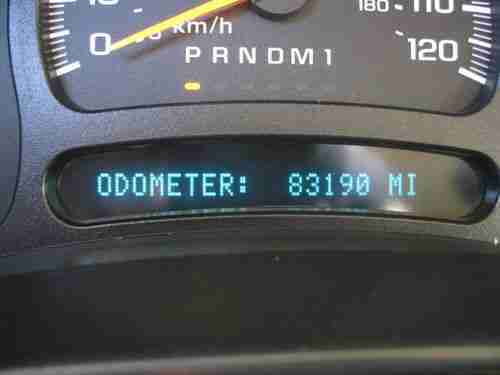 180 110
0 km/h 120
P R N D M 1
ODOMETER: 83190 MI